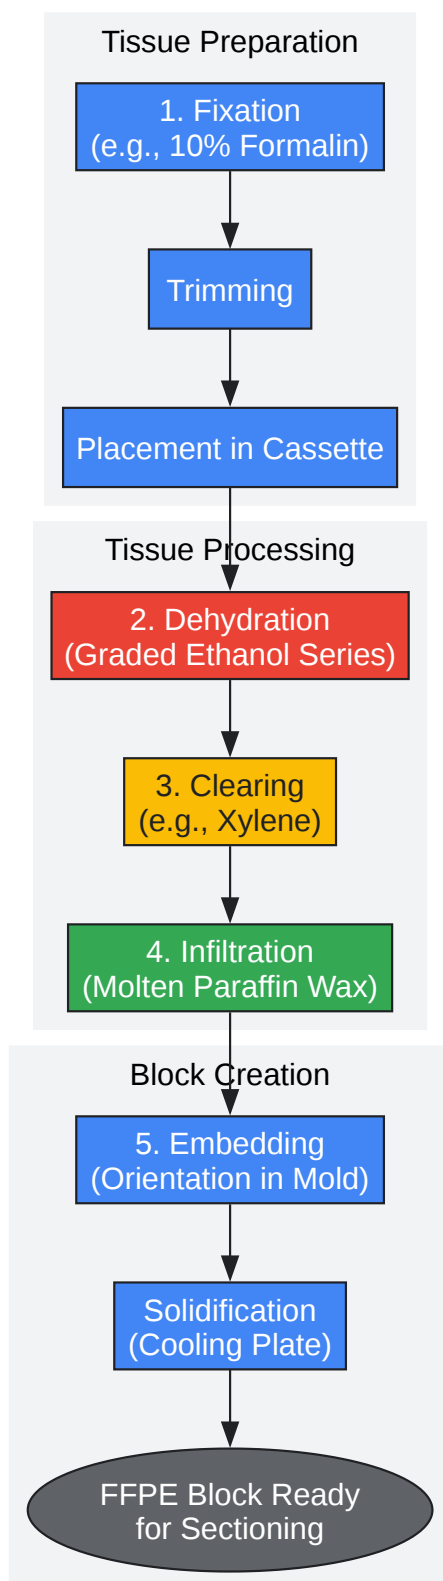 Tissue Preparation
1. Fixation
(e.g., 10% Formalin)
Trimming
Placement in Cassette
Tissue Processing
2. Dehydration
(Graded Ethanol Series)
3. Clearing
(e.g., Xylene)
4. Infiltration
(Molten Paraffin Wax)
Block Creation
5. Embedding
(Orientation in Mold)
Solidification
(Cooling Plate)
FFPE Block Ready
for Sectioning